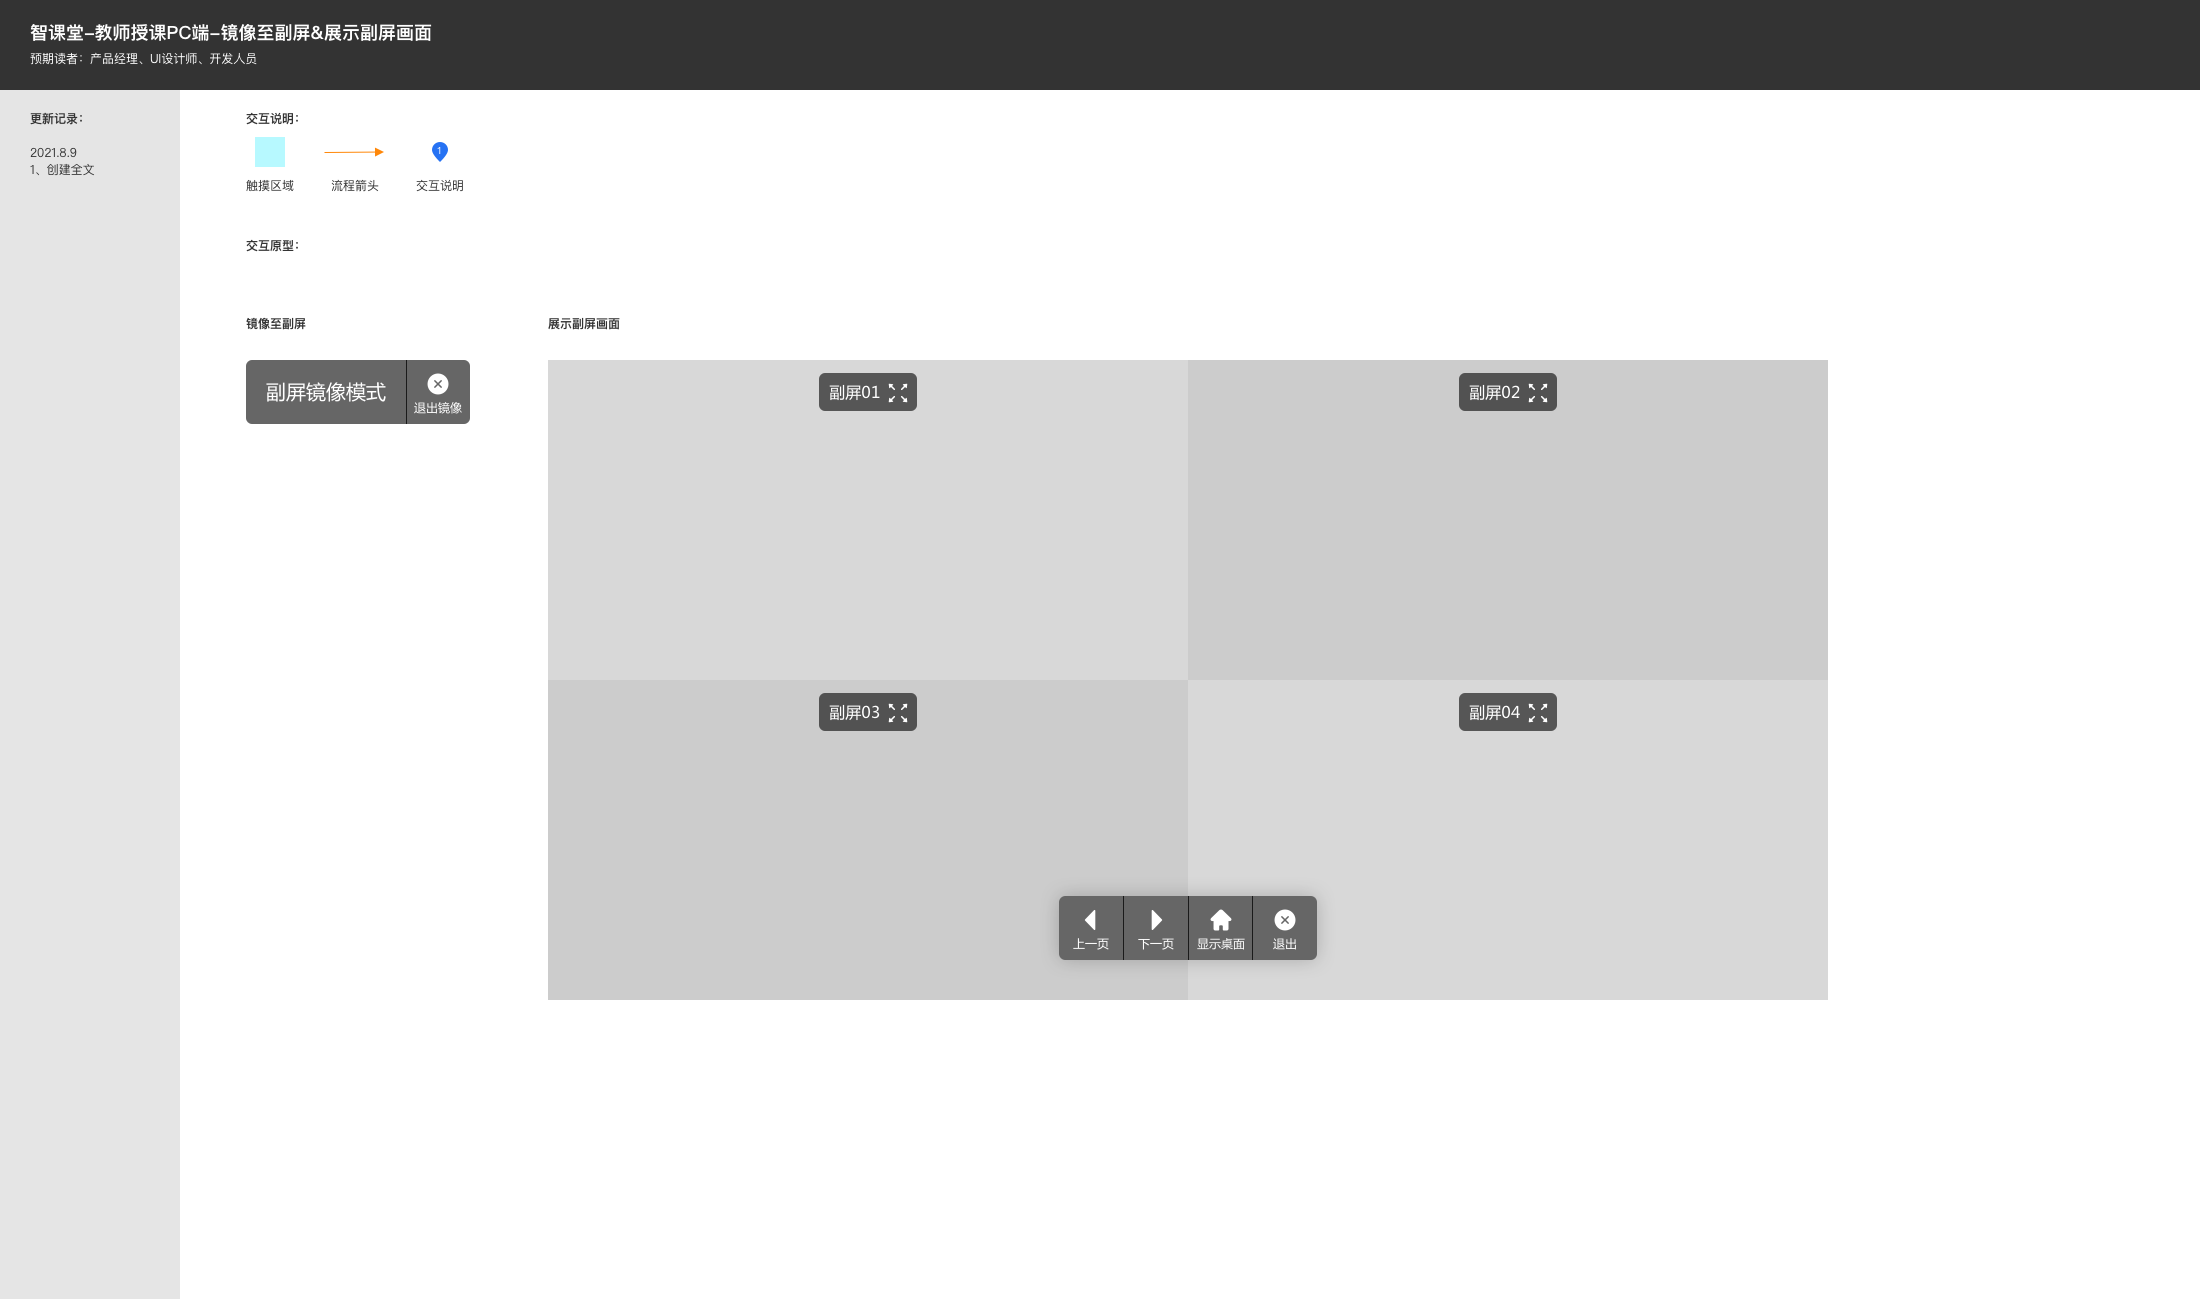 智课堂-教师授课PC端-镜像至副屏&展示副屏画面
预期读者：产品经理、UI设计师、开发人员
更新记录：
2021.8.9
1、创建全文
交互说明：
1
触摸区域 流程箭头 交互说明
交互原型：
镜像至副屏 展示副屏画面
副屏镜像模式 退出镜像
副屏01 副屏02
副屏03 副屏04
上一页 下一页 显示桌面 退出